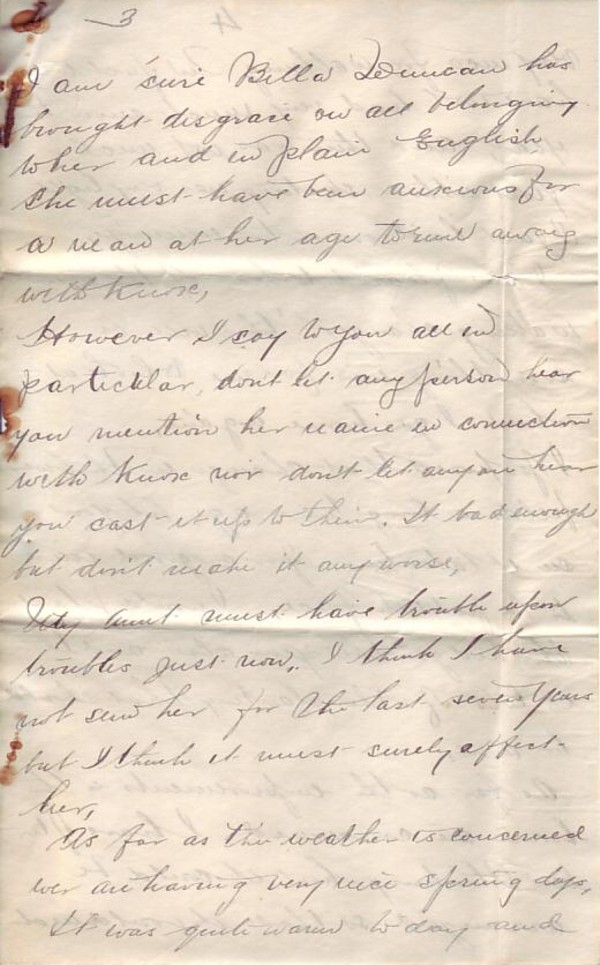 3
I am sure Bella Duncan has
brought disgrace on all belonging
to her and in plain English
she must have been anxious for
a man at her age to run away
with Knox,
However I say to you all in
particular, dont let any person hear
you mention her name in connection
with Knox nor don't let anyone hear
you cast it up to them. It bad enough
but don't make it any worse,
My Aunt must have trouble upon
troubles just now. I think I have
not seen her for the last seven years
but I think it must surely affect
her,
As far as the weather is concerned
wer are having very nice spring days,
It was quite warm to day and